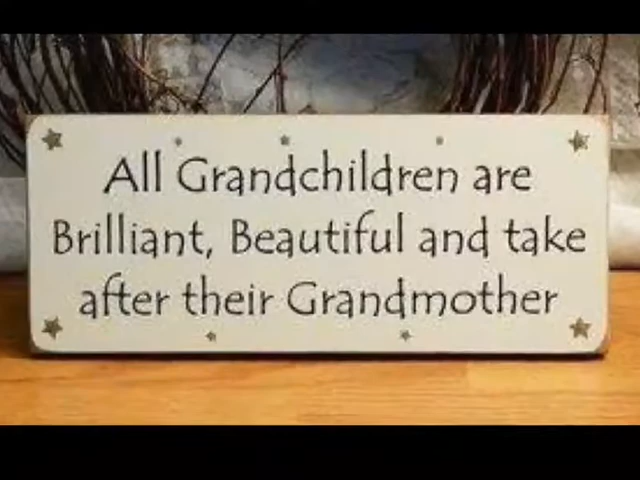 All Grandchildren are
Brilliant, Beautiful and take
after their Grandmother